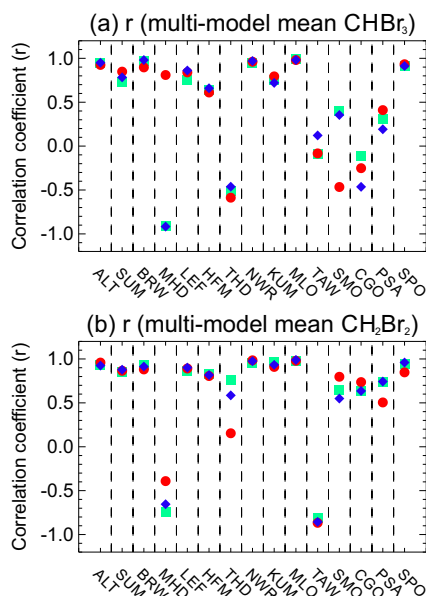 (a) r (multi-model mean CHBr3)
Correlation coefficient (r)
1.0
0.5
0.0
-0.5
-1.0
ALT SUM BRW MHD LEF HFM THD NWR KUM MLO TAW SMO CGO PSA SPO
(b) r (multi-model mean CH2Br2)
Correlation coefficient (r)
1.0
0.5
0.0
-0.5
-1.0
ALT SUM BRW MHD LEF HFM THD NWR KUM MLO TAW SMO CGO PSA SPO